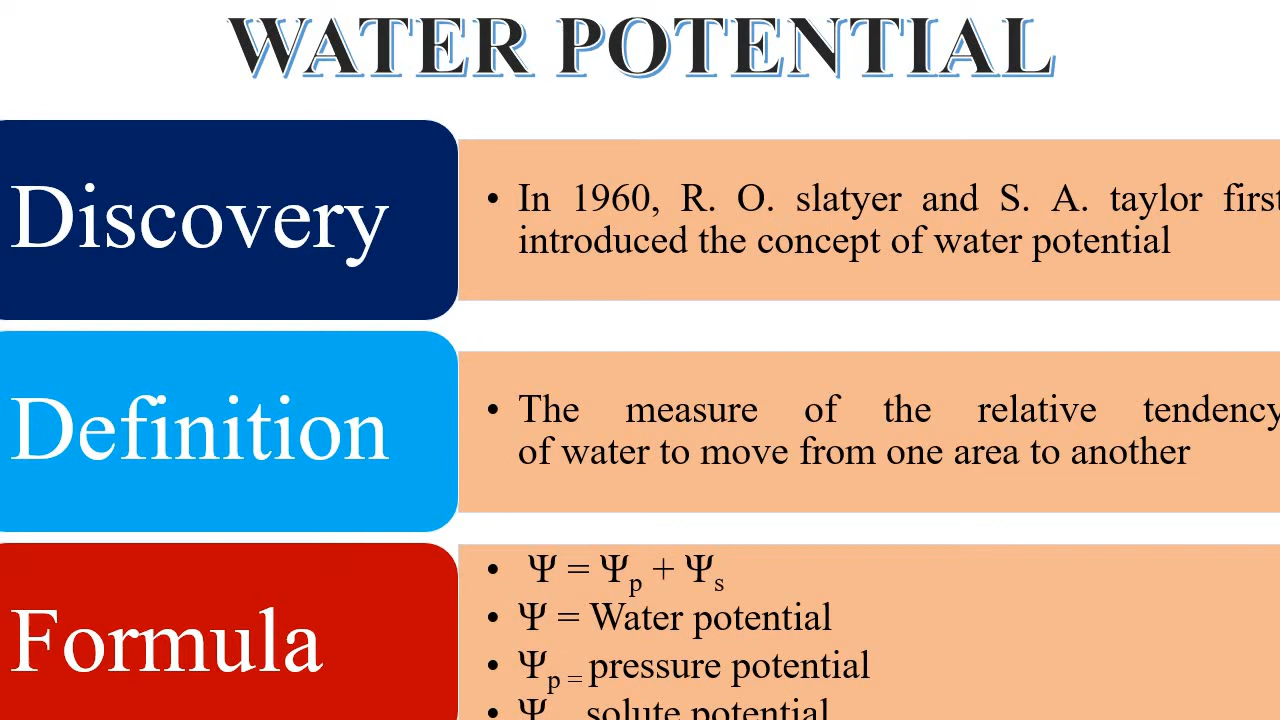 WATER POTENTIAL
Discovery
• In 1960, R. O. slatyer and S. A. taylor first
introduced the concept of water potential
Definition
• The measure of the relative tendency
of water to move from one area to another
Formula
• Ψ = Ψp + Ψs
• Ψ = Water potential
• Ψp = pressure potential
• Ψ solute potential